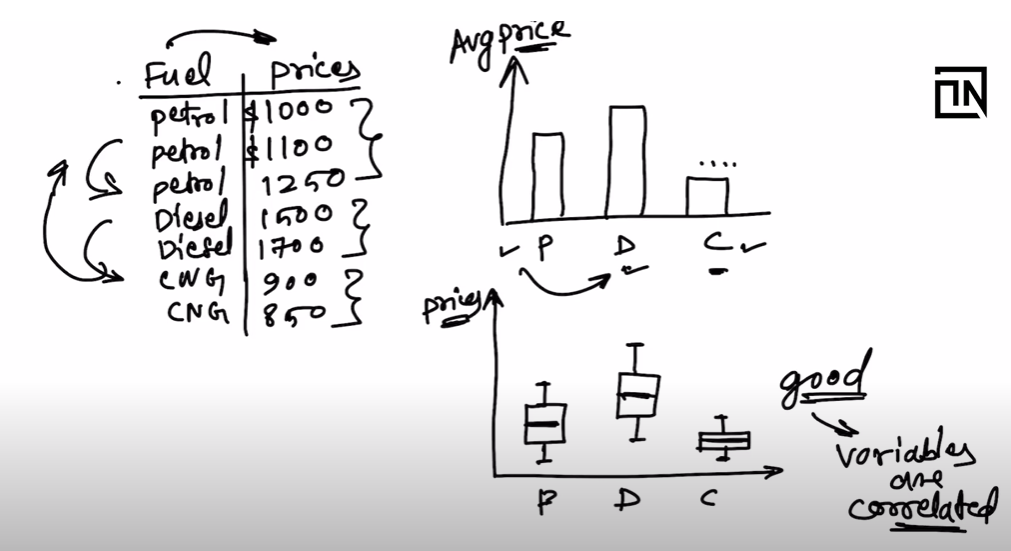 Fuel Prices
petrol $1000
petrol $1100
petrol 1250
Diesel 1500
Diesel 1700
CNG 900
CNG 850
Avg price
P D C
prices
P D C
good
variables
are
correlated